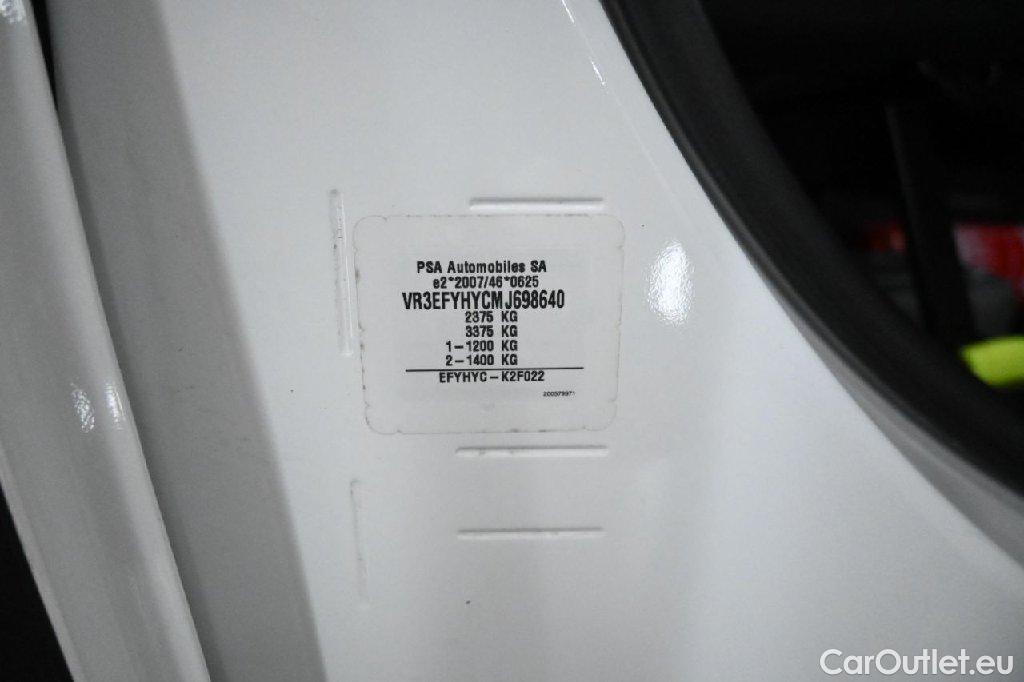 PSA Automobiles SA
e2*2007/46*0625
VR3EFYHYCMJ698640
2375 KG
3375 KG
1-1200 KG
2-1400 KG
EFYHYC-K2F022
CarOutlet.eu